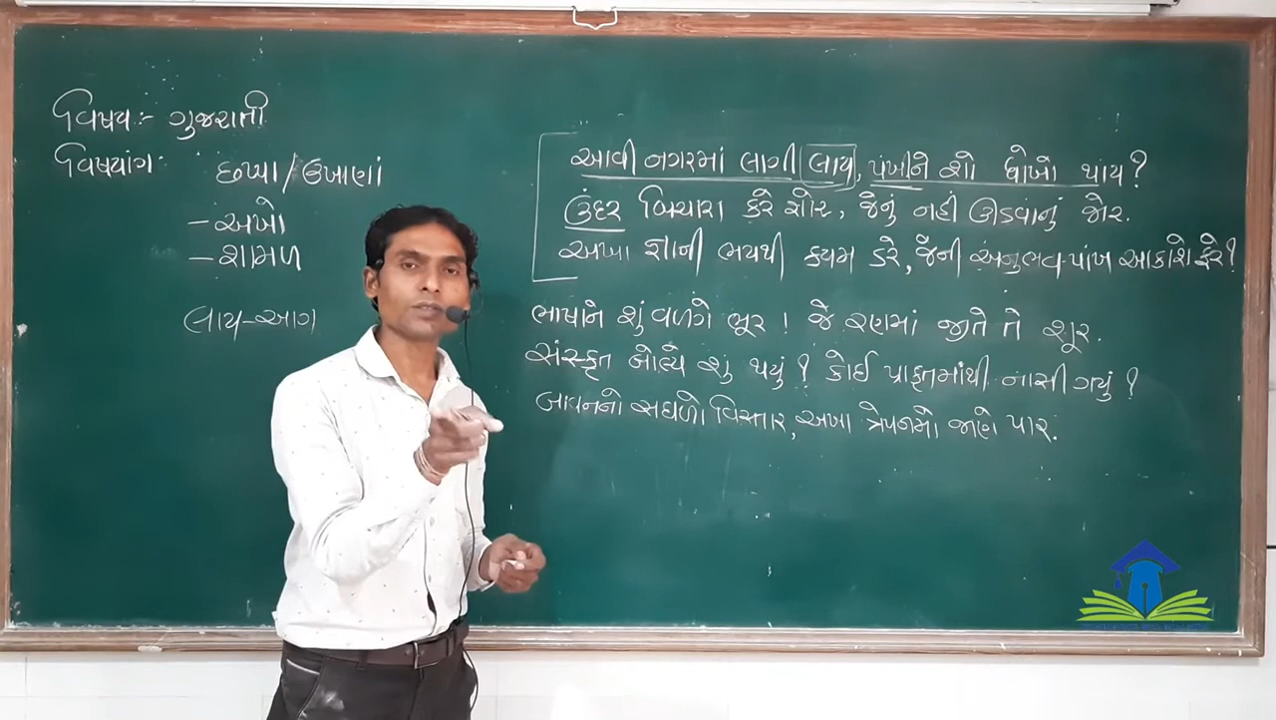 વિષય:- ગુજરાતી
વિષયાંગ: છપ્પા/ઉખાણાં
- અખો
- શામળ
લાય-આગ
આવી નગરમાં લાગી લાય, પંખીને શો ધોખો થાય?
ઉંદર બિચારા કરે શોર, જેનું નહીં ઊડવાનું જોર.
અખા જ્ઞાની ભયથી ક્યમ ડરે, જેની અનુભવ-પાંખ આકાશે ફરે?
ભાષાને શું વળગે ભૂર! જે રણમાં જીતે તે શૂર.
સંસ્કૃત બોલ્યે શું થયું? કોઈ પ્રાકૃતમાંથી નાસી ગયું?
બાવનનો સઘળો વિસ્તાર, અખા ત્રેપનમો જાણે પાર.